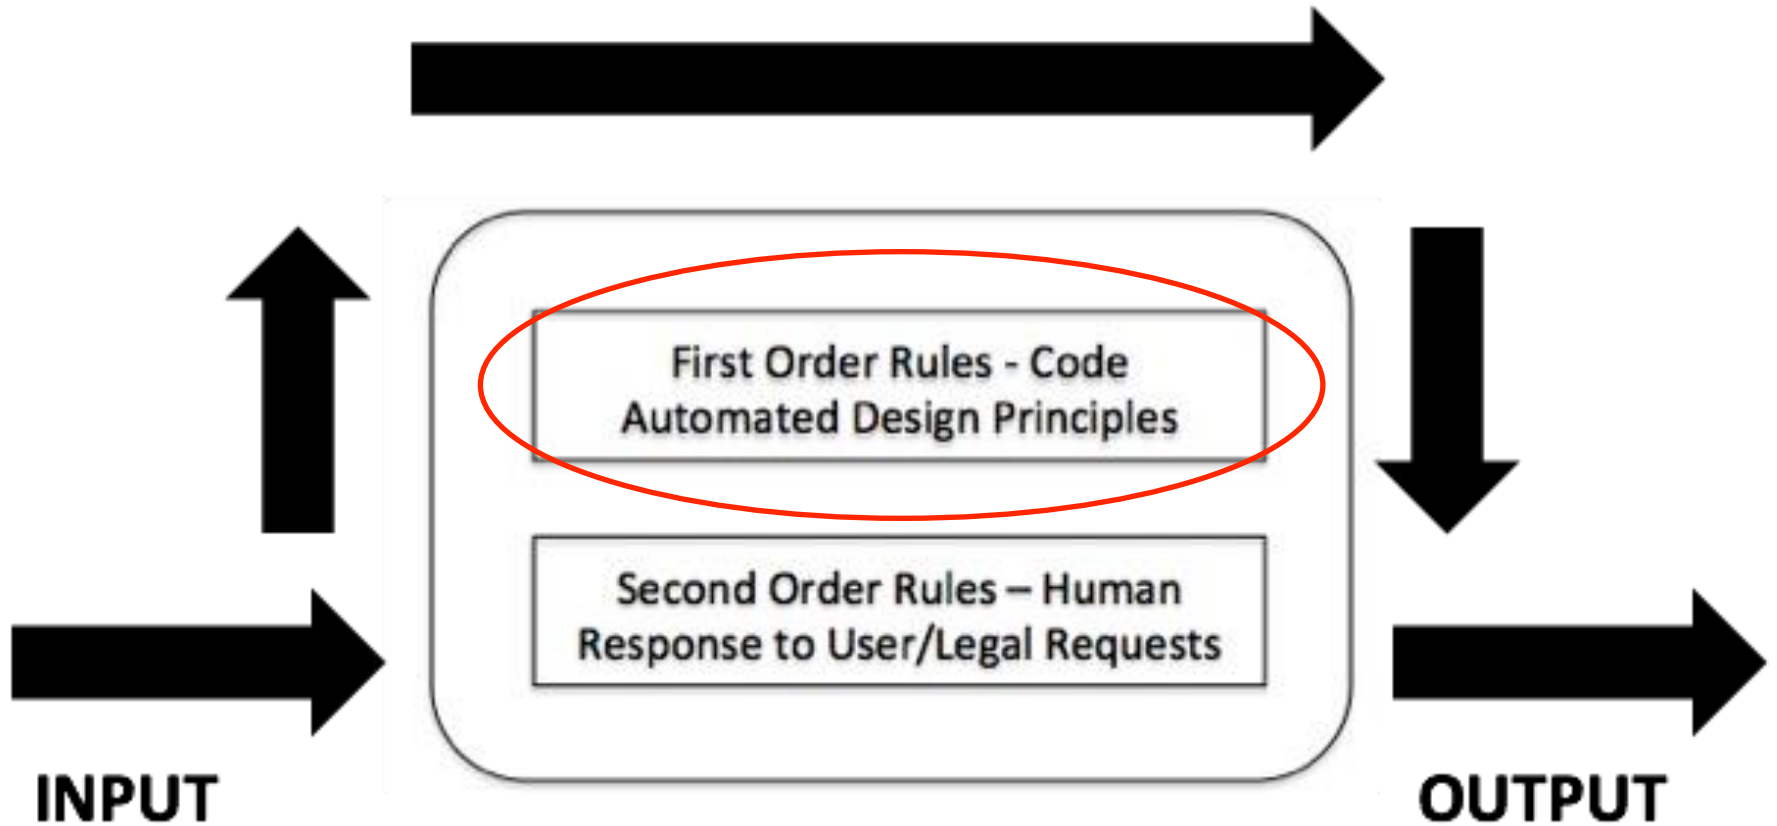 First Order Rules - Code
Automated Design Principles
Second Order Rules – Human
Response to User/Legal Requests
INPUT
OUTPUT